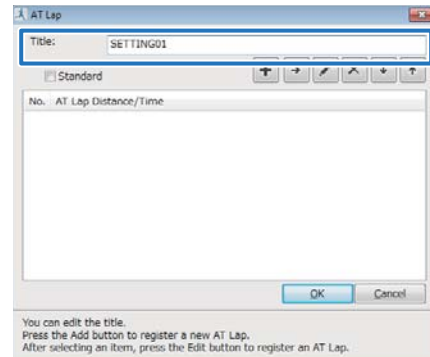 AT Lap
Title: SETTING01
Standard
No. AT Lap Distance/Time
OK Cancel
You can edit the title.
Press the Add button to register a new AT Lap.
After selecting an item, press the Edit button to register an AT Lap.